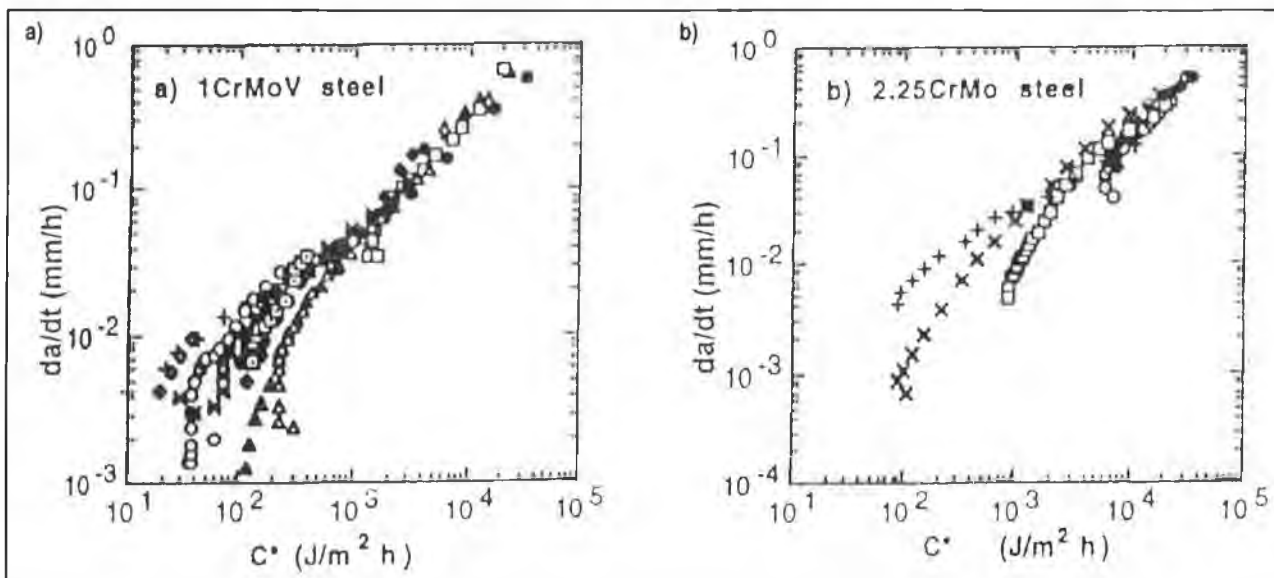 a)
a) 1CrMoV steel
da/dt (mm/h)
10^0
10^-1
10^-2
10^-3
10^1 10^2 10^3 10^4 10^5
C* (J/m^2 h)
b)
b) 2.25CrMo steel
da/dt (mm/h)
10^0
10^-1
10^-2
10^-3
10^-4
10^1 10^2 10^3 10^4 10^5
C* (J/m^2 h)